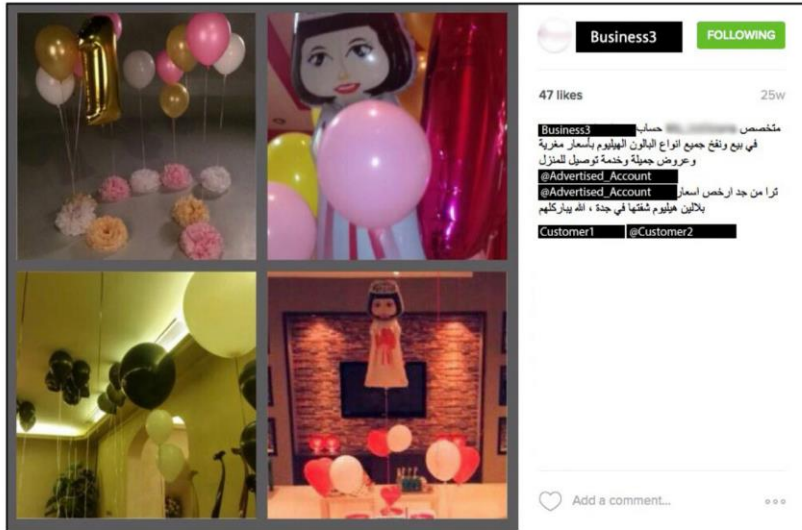 Business3
FOLLOWING
47 likes
25w
Business3 حساب متخصص
في بيع ونفخ جميع انواع البالون الهيليوم بأسعار مغرية
وعروض جميلة وخدمة توصيل للمنزل
@Advertised_Account
@Advertised_Account ترا من جد ارخص اسعار
بلالين هيليوم شفتها في جدة ، الله يباركلهم
Customer1 @Customer2
Add a comment...